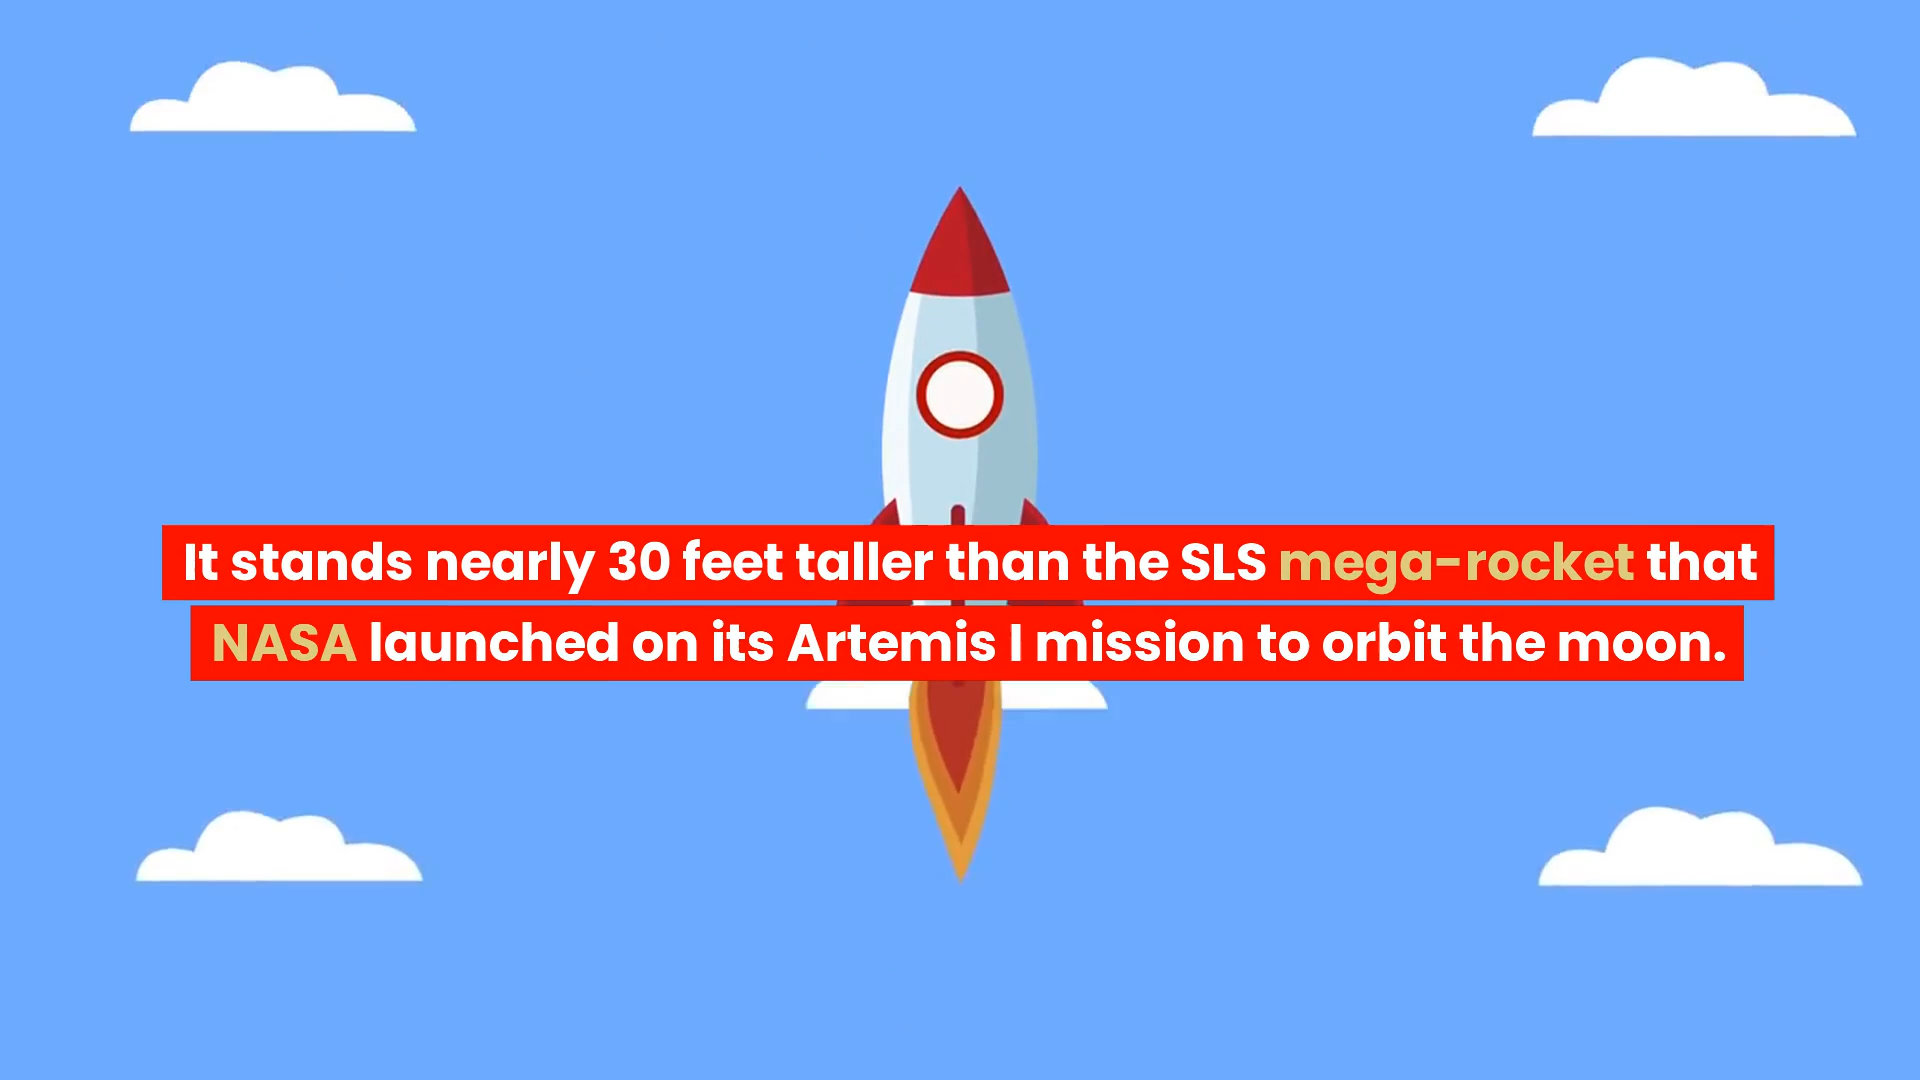 It stands nearly 30 feet taller than the SLS mega-rocket that
NASA launched on its Artemis I mission to orbit the moon.